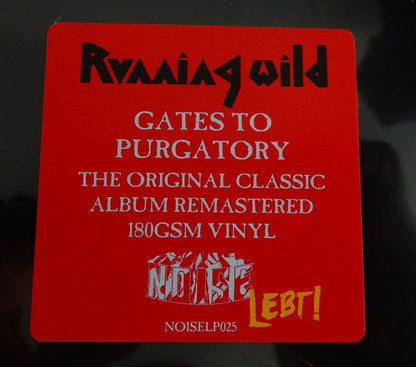 Running wild
GATES TO
PURGATORY
THE ORIGINAL CLASSIC
ALBUM REMASTERED
180GSM VINYL
NOISE
LEBT!
NOISELP025